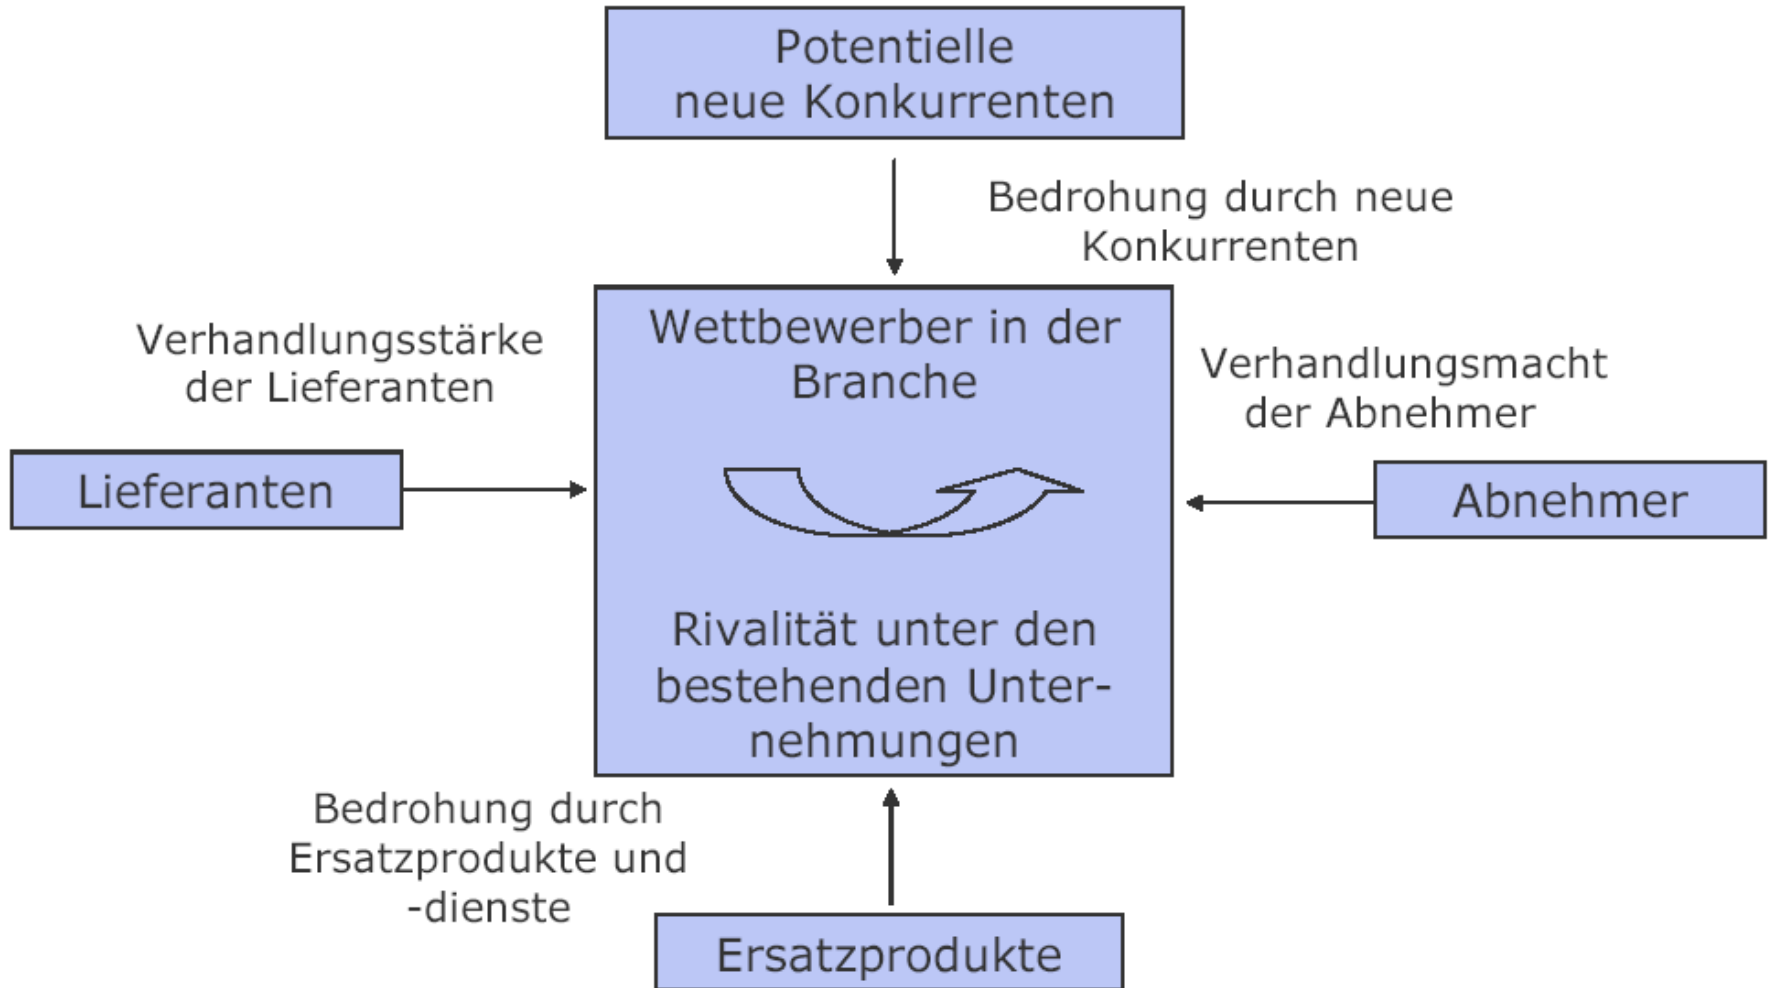 Potentielle
neue Konkurrenten
Bedrohung durch neue
Konkurrenten
Verhandlungsstärke
der Lieferanten
Lieferanten
Wettbewerber in der
Branche
Rivalität unter den
bestehenden Unter-
nehmungen
Verhandlungsmacht
der Abnehmer
Abnehmer
Bedrohung durch
Ersatzprodukte und
-dienste
Ersatzprodukte